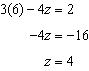 3(6) − 4z = 2
−4z = −16
z = 4